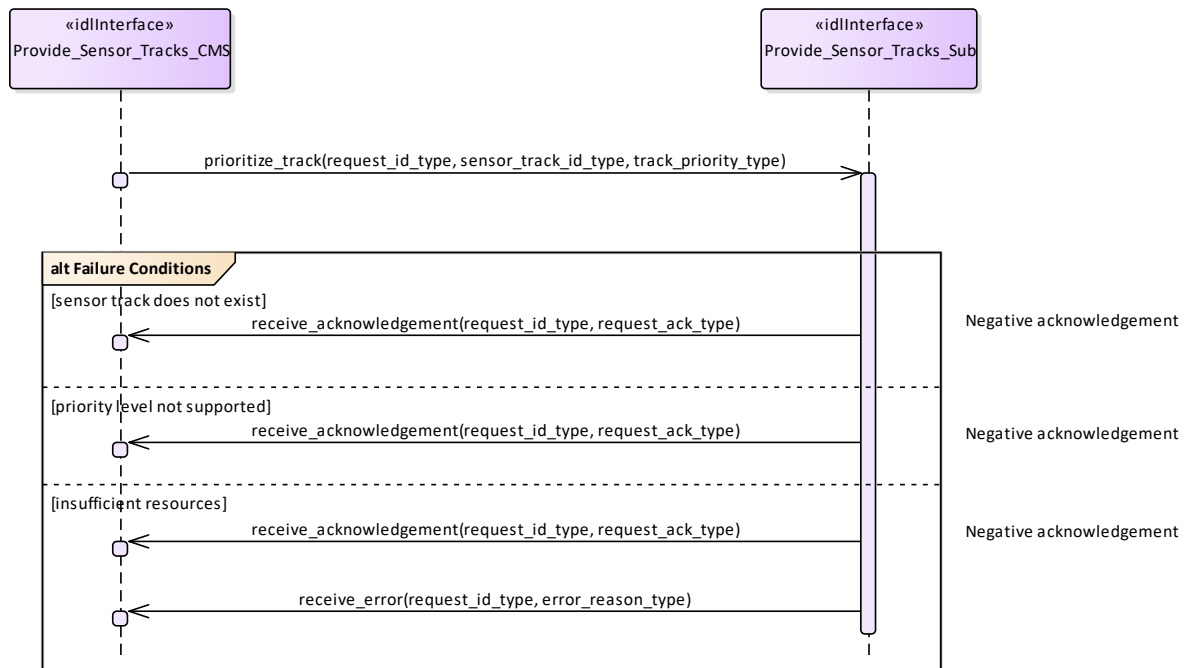 «idlInterface»
Provide_Sensor_Tracks_CMS
«idlInterface»
Provide_Sensor_Tracks_Sub
prioritize_track(request_id_type, sensor_track_id_type, track_priority_type)
alt Failure Conditions
[sensor track does not exist]
receive_acknowledgement(request_id_type, request_ack_type)
Negative acknowledgement
[priority level not supported]
receive_acknowledgement(request_id_type, request_ack_type)
Negative acknowledgement
[insufficient resources]
receive_acknowledgement(request_id_type, request_ack_type)
Negative acknowledgement
receive_error(request_id_type, error_reason_type)